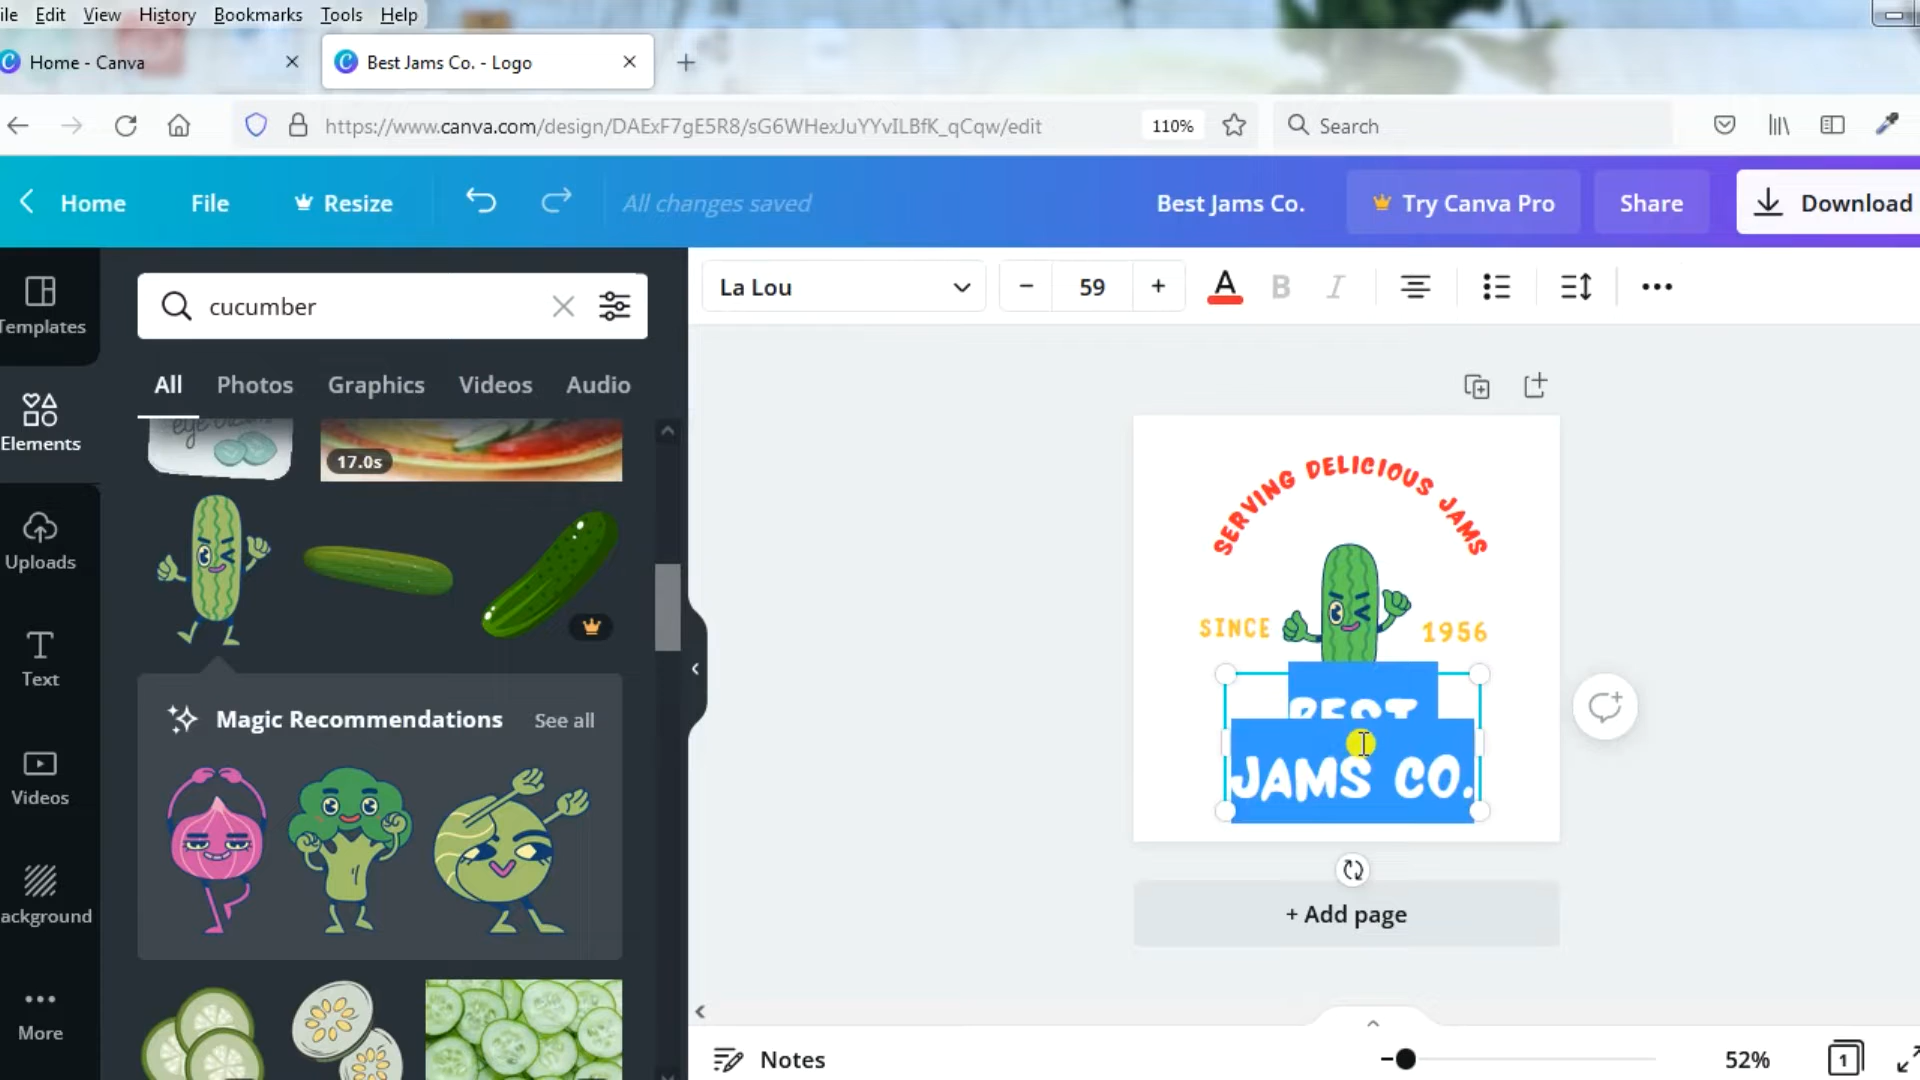 Edit View History Bookmarks Tools Help
Home - Canva
Best Jams Co. - Logo
https://www.canva.com/design/DAExF7gE5R8/sG6WHexJuYYvILBfK_qCqw/edit
110%
Search
Home
File
Resize
All changes saved
Best Jams Co.
Try Canva Pro
Share
Download
Templates
Elements
Uploads
Text
Videos
ackground
More
cucumber
All
Photos
Graphics
Videos
Audio
17.0s
Magic Recommendations
See all
La Lou
59
A
B
I
SERVING DELICIOUS JAMS
SINCE
1956
BEST
JAMS CO.
+ Add page
Notes
52%
1